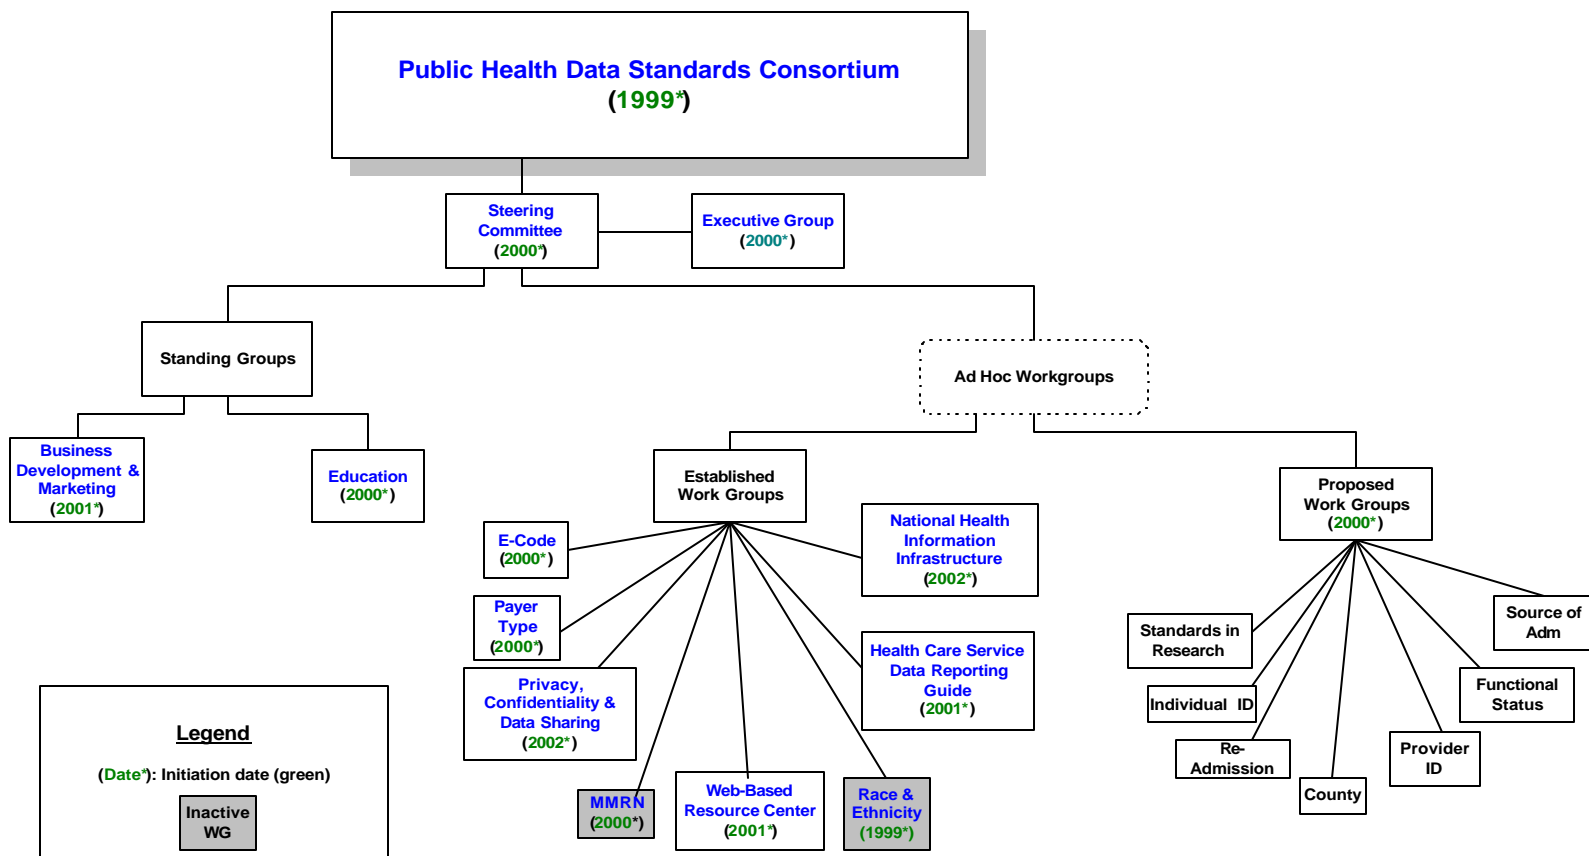 Public Health Data Standards Consortium
(1999*)
Steering
Committee
(2000*)
Executive Group
(2000*)
Standing Groups
Ad Hoc Workgroups
Business
Development &
Marketing
(2001*)
Education
(2000*)
Established
Work Groups
Proposed
Work Groups
(2000*)
E-Code
(2000*)
National Health
Information
Infrastructure
(2002*)
Payer
Type
(2000*)
Health Care Service
Data Reporting
Guide
(2001*)
Privacy,
Confidentiality &
Data Sharing
(2002*)
MMRN
(2000*)
Web-Based
Resource Center
(2001*)
Race &
Ethnicity
(1999*)
Standards in
Research
Source of
Adm
Individual ID
Functional
Status
Re-
Admission
Provider
ID
County
Legend
(Date*): Initiation date (green)
Inactive
WG